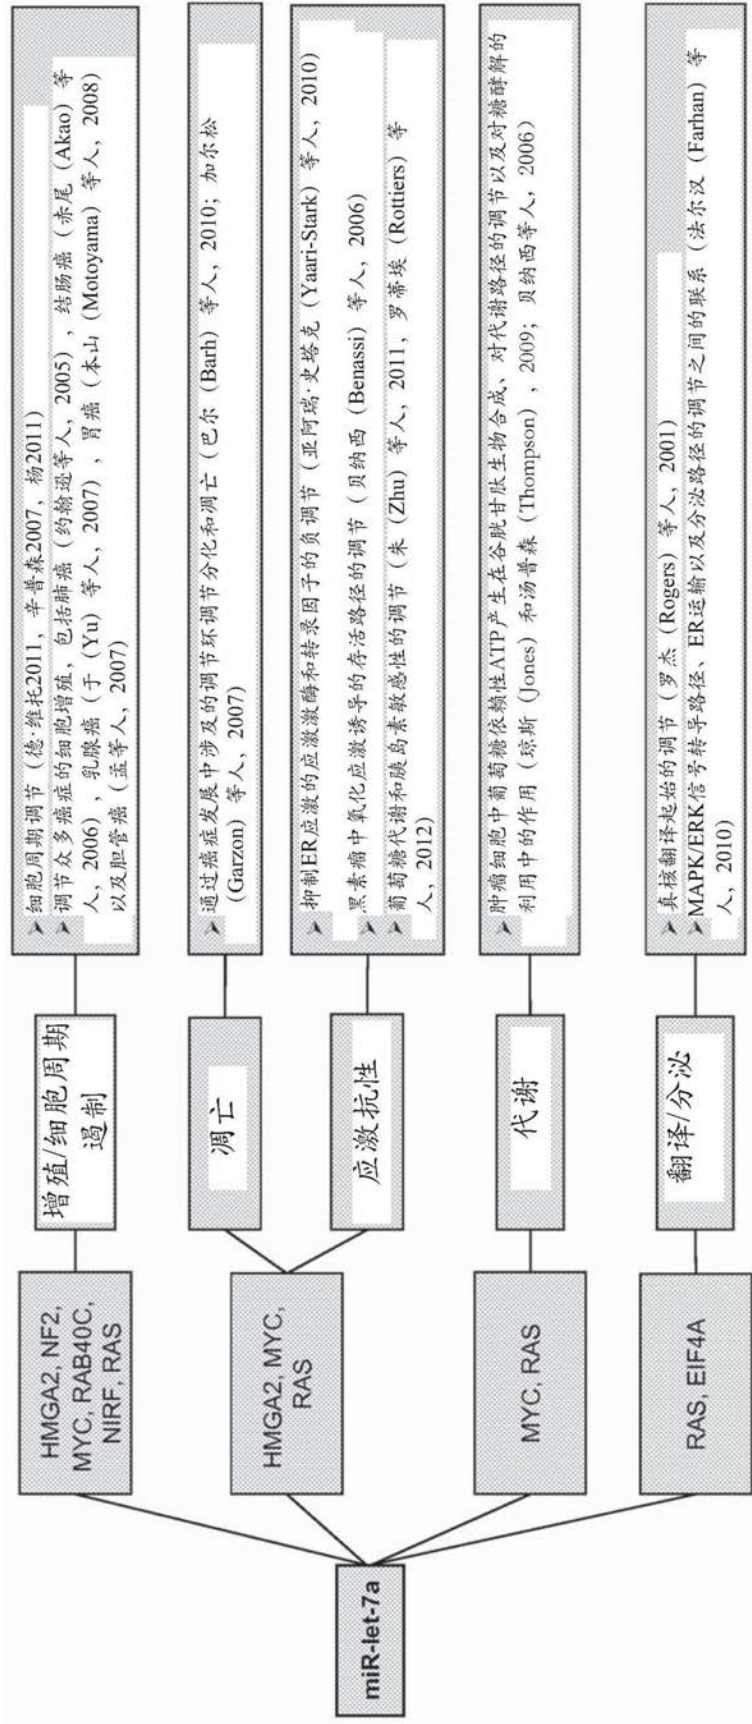 miR-let-7a
HMGA2, NF2,
MYC, RAB40C,
NIRF, RAS
增殖/细胞周期
遏制
➤ 细胞周期调节（德·维托2011，辛普森2007，杨2011）
➤ 调节众多癌症的细胞增殖，包括肺癌（约翰逊等人，2005），结肠癌（赤尾（Akao）等
人，2006），乳腺癌（于（Yu）等人，2007），胃癌（本山（Motoyama）等人，2008）
以及胆管癌（孟等人，2007）
HMGA2, MYC,
RAS
凋亡
➤ 通过癌症发展中涉及的调节环调节分化和凋亡（巴尔（Barh）等人，2010；加尔松
（Garzon）等人，2007）
应激抗性
➤ 抑制ER应激的应激激酶和转录因子的负调节（亚阿瑞·史塔克（Yaari-Stark）等人，2010）
➤ 黑素瘤中氧化应激诱导的存活路径的调节（贝纳西（Benassi）等人，2006）
➤ 葡萄糖代谢和胰岛素敏感性的调节（朱（Zhu）等人，2011，罗蒂埃（Rottiers）等
人，2012）
MYC, RAS
代谢
➤ 肿瘤细胞中葡萄糖依赖性ATP产生在谷胱甘肽生物合成、对代谢路径的调节以及对糖酵解的
利用中的作用（琼斯（Jones）和汤普森（Thompson），2009；贝纳西等人，2006）
RAS, EIF4A
翻译/分泌
➤ 真核翻译起始的调节（罗杰（Rogers）等人，2001）
➤ MAPK/ERK信号转导路径、ER运输以及分泌路径的调节之间的联系（法尔汉（Farhan）等
人，2010）